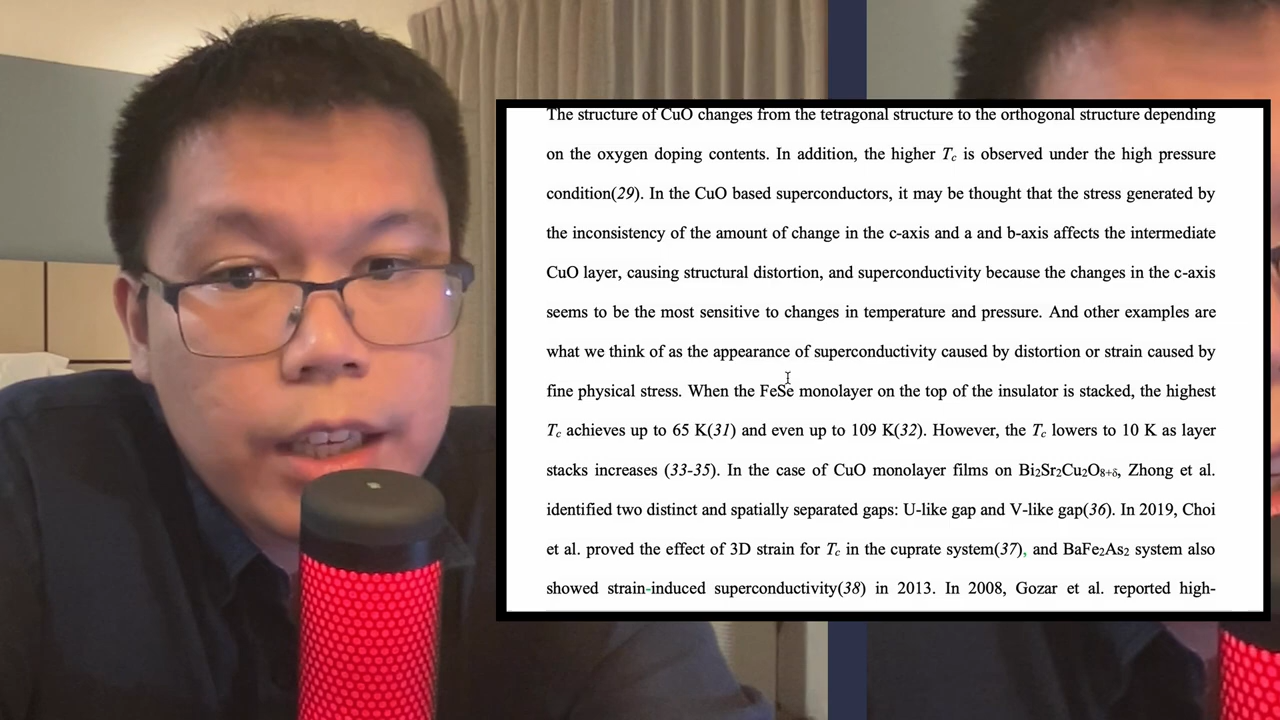 The structure of CuO changes from the tetragonal structure to the orthogonal structure depending
on the oxygen doping contents. In addition, the higher Tc is observed under the high pressure
condition(29). In the CuO based superconductors, it may be thought that the stress generated by
the inconsistency of the amount of change in the c-axis and a and b-axis affects the intermediate
CuO layer, causing structural distortion, and superconductivity because the changes in the c-axis
seems to be the most sensitive to changes in temperature and pressure. And other examples are
what we think of as the appearance of superconductivity caused by distortion or strain caused by
fine physical stress. When the FeSe monolayer on the top of the insulator is stacked, the highest
Tc achieves up to 65 K(31) and even up to 109 K(32). However, the Tc lowers to 10 K as layer
stacks increases (33-35). In the case of CuO monolayer films on Bi2Sr2Cu2O8+δ, Zhong et al.
identified two distinct and spatially separated gaps: U-like gap and V-like gap(36). In 2019, Choi
et al. proved the effect of 3D strain for Tc in the cuprate system(37), and BaFe2As2 system also
showed strain-induced superconductivity(38) in 2013. In 2008, Gozar et al. reported high-